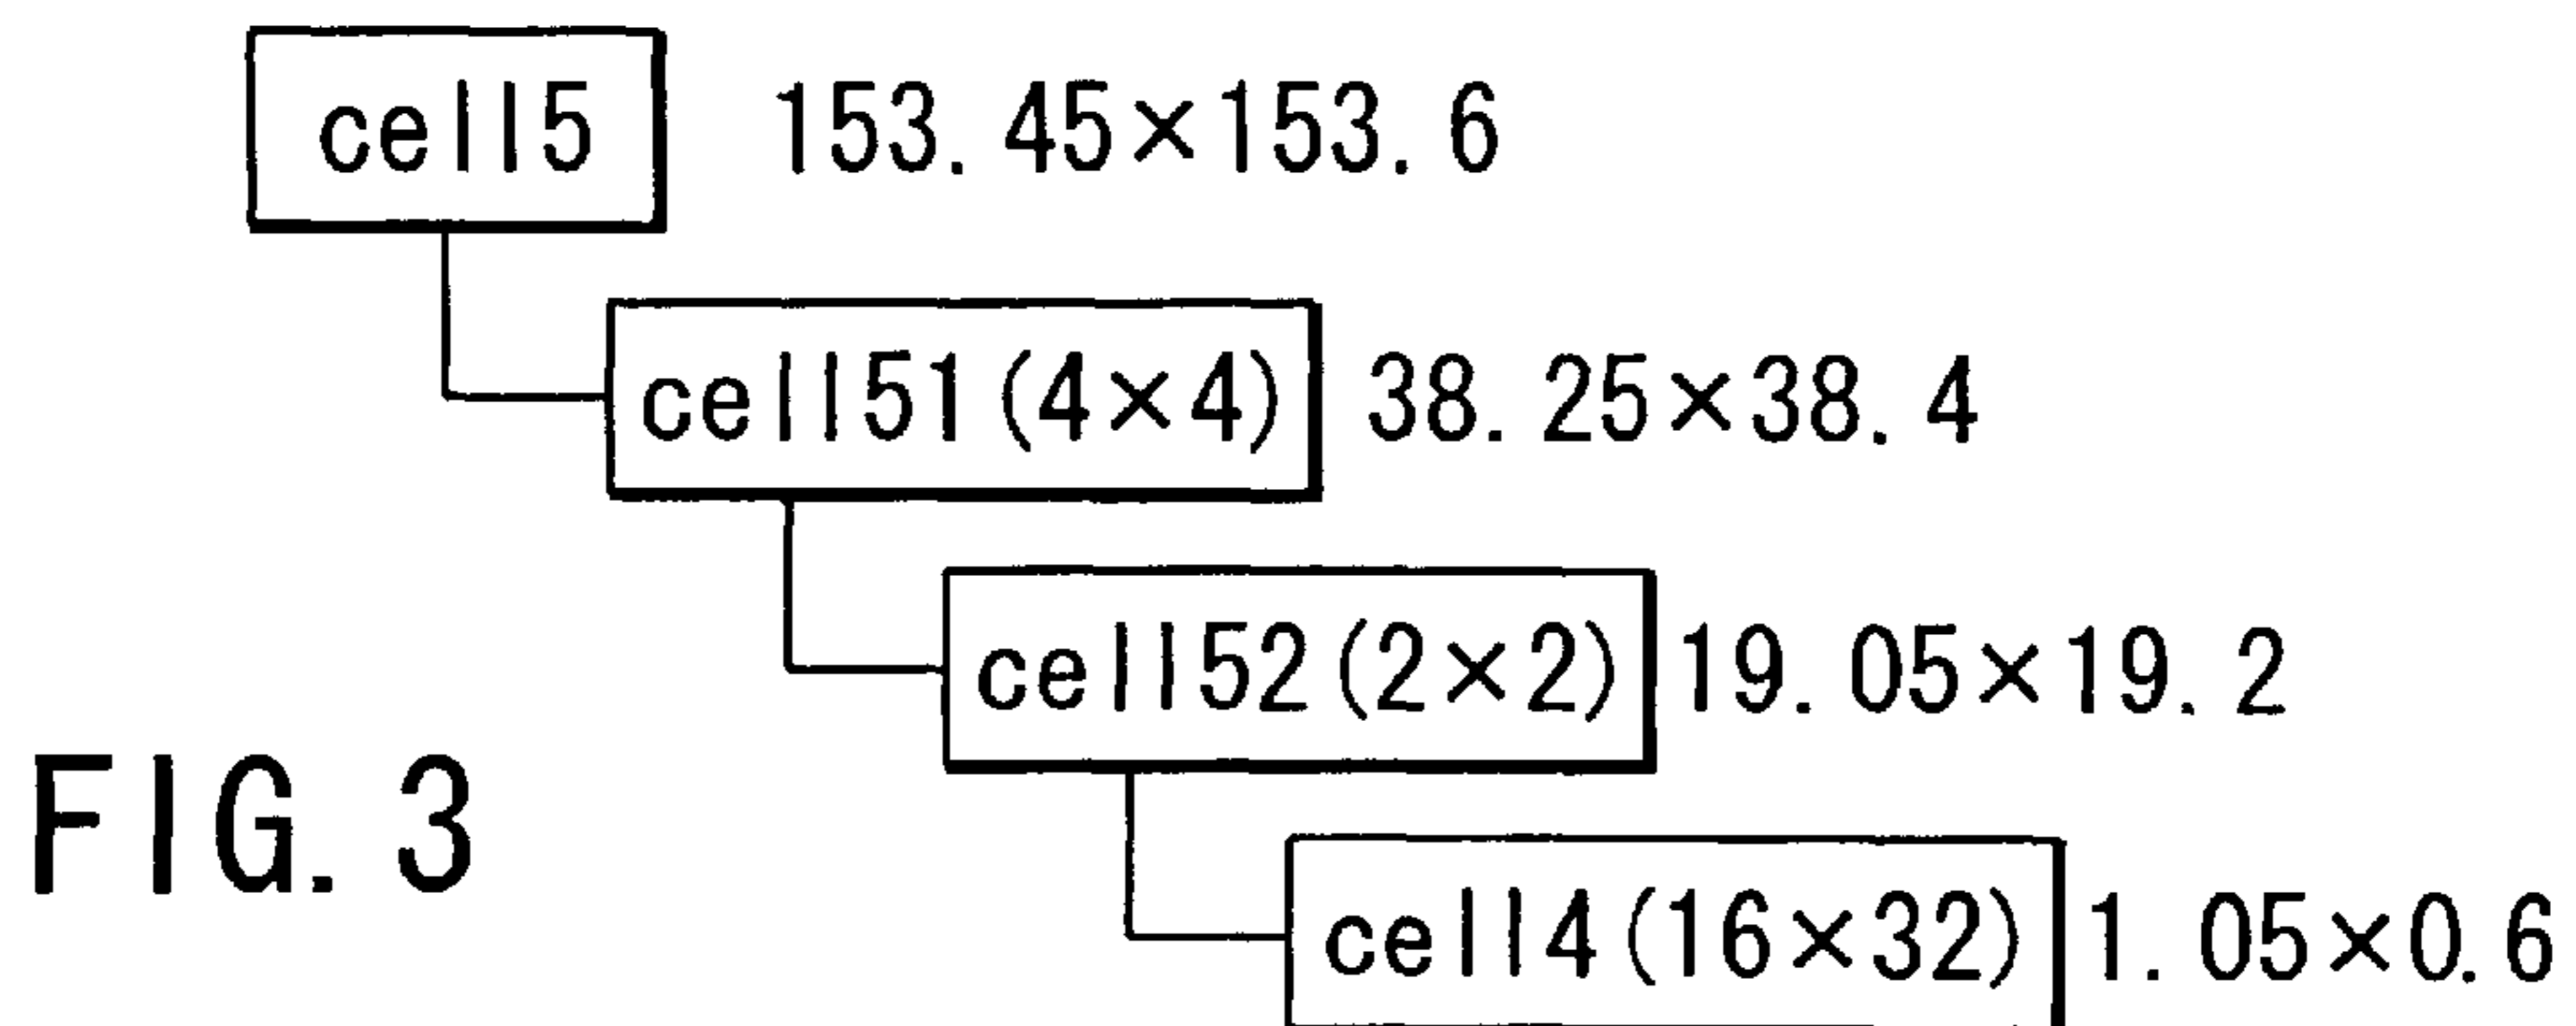 cell5 153.45×153.6
cell51(4×4) 38.25×38.4
cell52(2×2) 19.05×19.2
FIG.3
cell4(16×32) 1.05×0.6